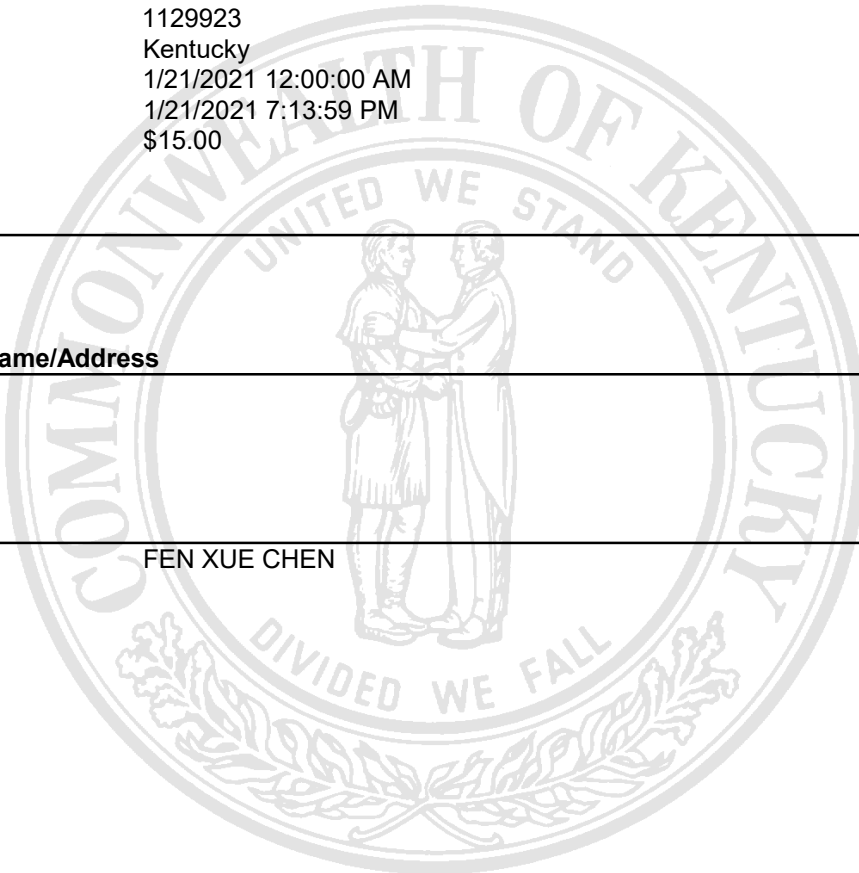 1129923
Kentucky
1/21/2021 12:00:00 AM
1/21/2021 7:13:59 PM
$15.00
COMMONWEALTH OF KENTUCKY
UNITED WE STAND
ame/Address
FEN XUE CHEN
DIVIDED WE FALL